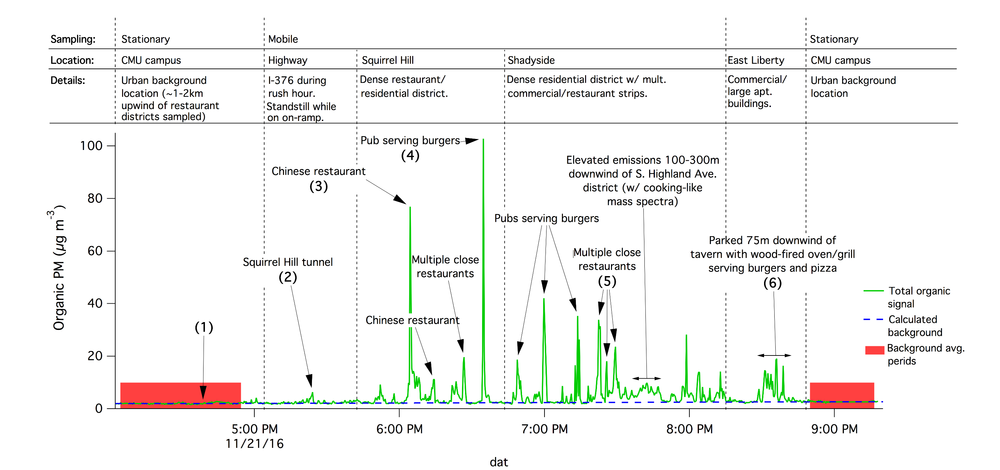 Sampling: Stationary Mobile Stationary
Location: CMU campus Highway Squirrel Hill Shadyside East Liberty CMU campus
Details:
Urban background
location (~1-2km
upwind of restaurant
districts sampled)
I-376 during
rush hour.
Standstill while
on on-ramp.
Dense restaurant/
residential district.
Dense residential district w/ mult.
commercial/restaurant strips.
Commercial/
large apt.
buildings.
Urban background
location
Pub serving burgers
(4)
Chinese restaurant
(3)
Elevated emissions 100-300m
downwind of S. Highland Ave.
district (w/ cooking-like
mass spectra)
Pubs serving burgers
Squirrel Hill tunnel
(2)
Multiple close
restaurants
Multiple close
restaurants
(5)
Parked 75m downwind of
tavern with wood-fired oven/grill
serving burgers and pizza
(6)
Chinese restaurant
(1)
Total organic
signal
Calculated
background
Background avg.
perids
Organic PM (µg m-3)
100
80
60
40
20
0
5:00 PM 6:00 PM 7:00 PM 8:00 PM 9:00 PM
11/21/16
dat